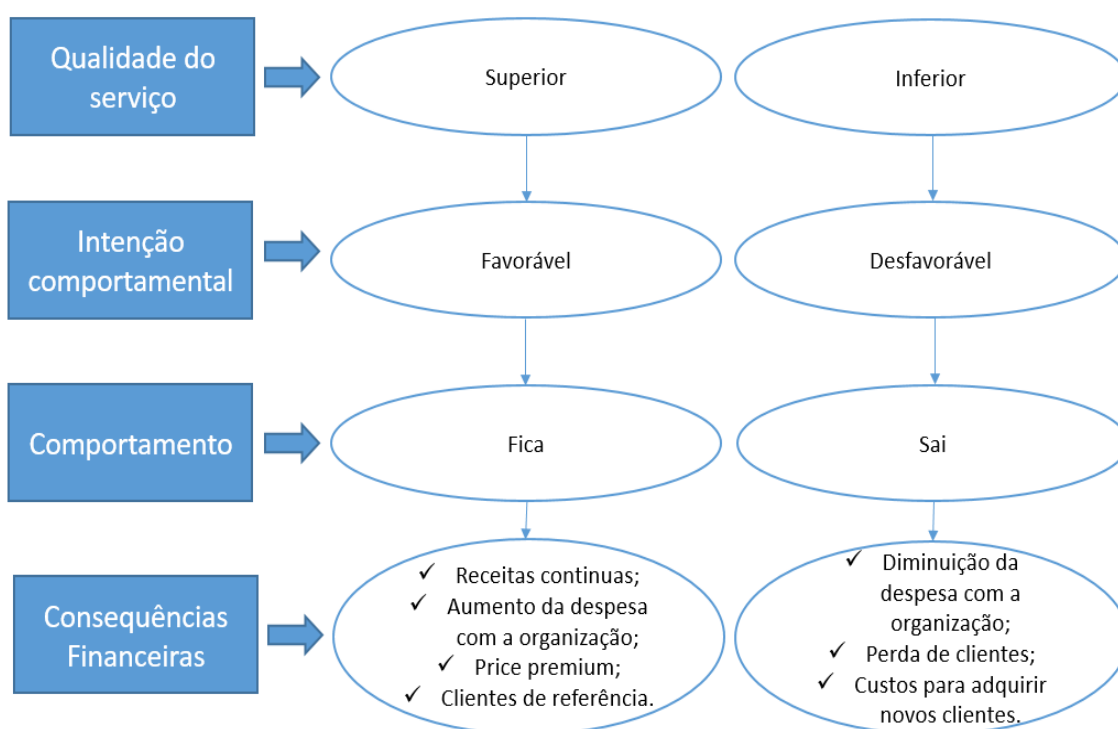 Qualidade do
serviço
Superior
Inferior
Intenção
comportamental
Favorável
Desfavorável
Comportamento
Fica
Sai
Consequências
Financeiras
✓ Receitas continuas;
✓ Aumento da despesa
com a organização;
✓ Price premium;
✓ Clientes de referência.
✓ Diminuição da
despesa com a
organização;
✓ Perda de clientes;
✓ Custos para adquirir
novos clientes.